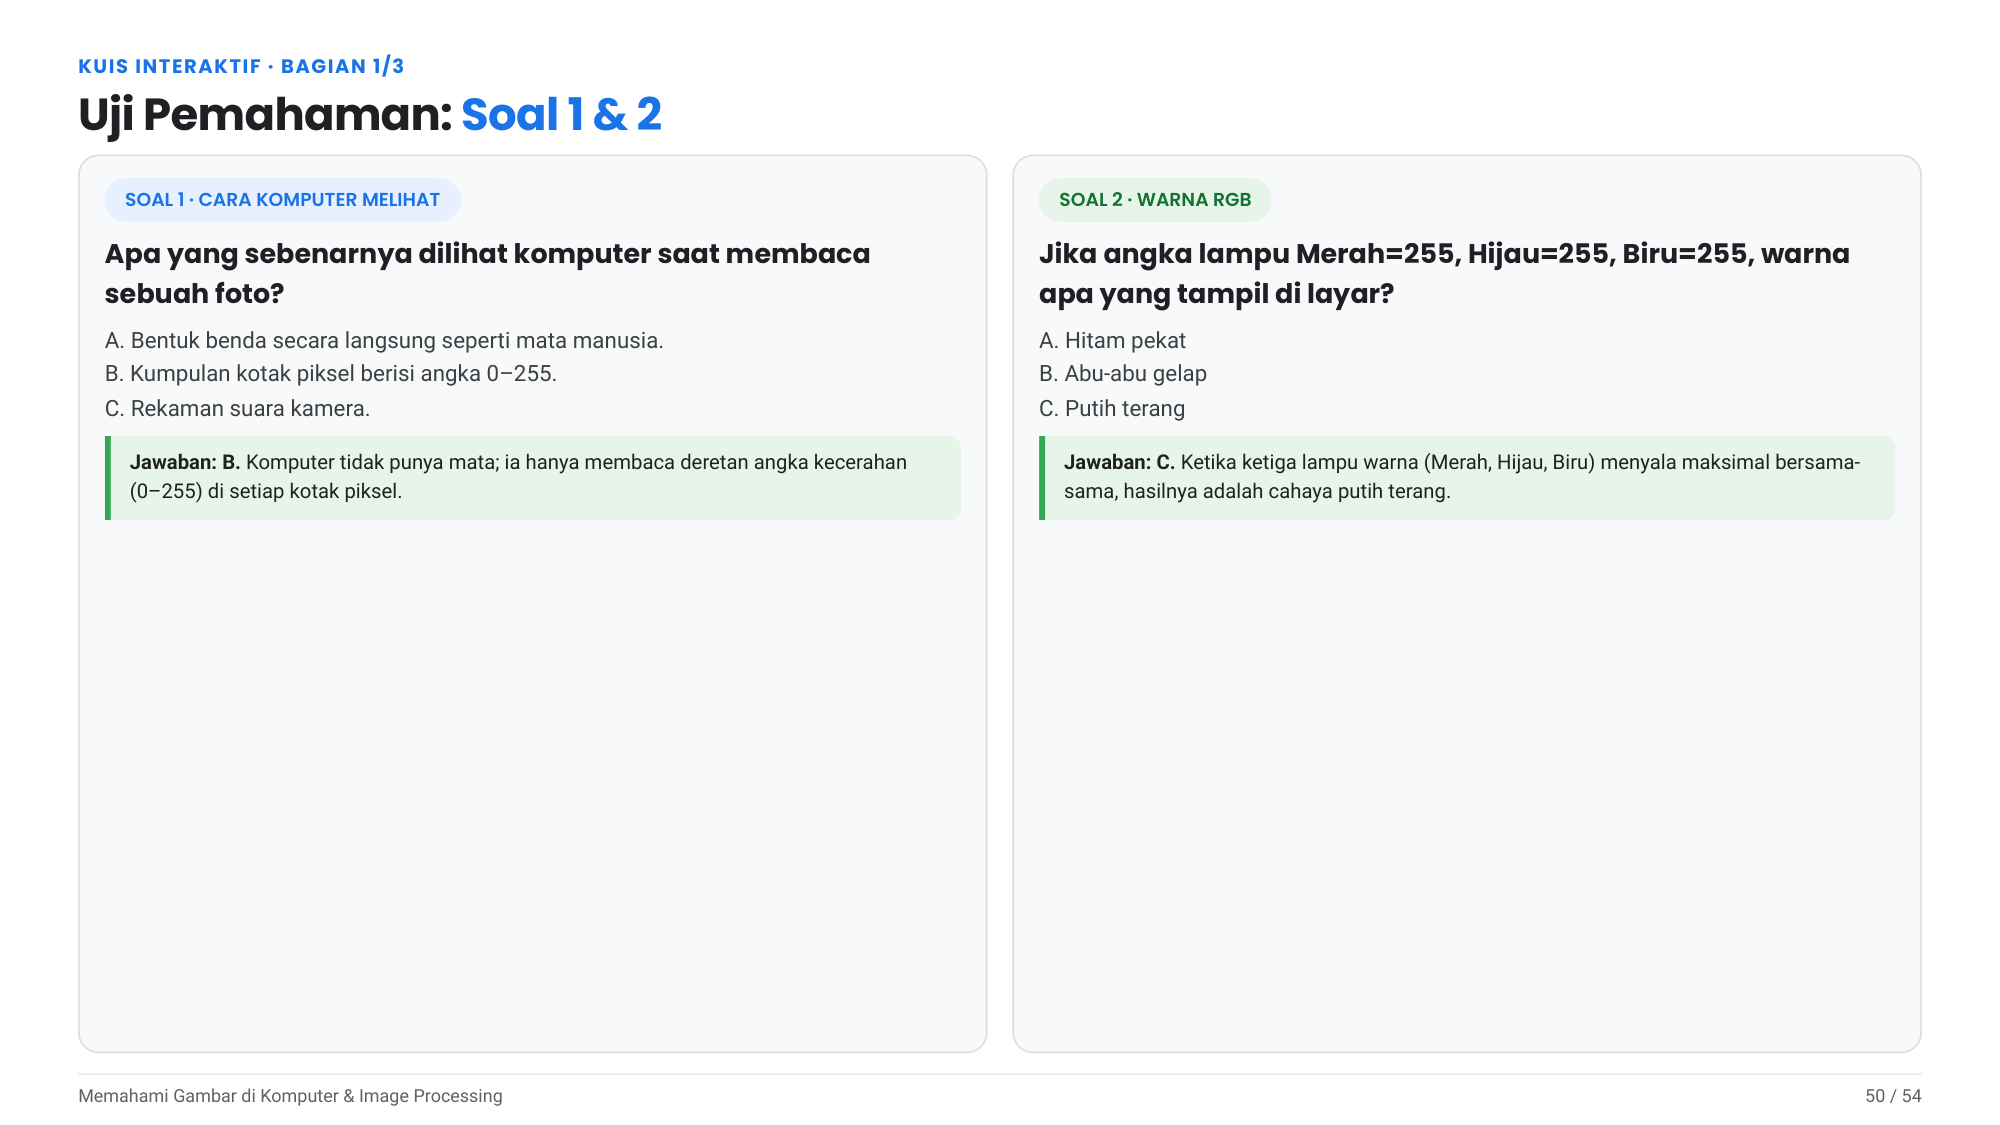 KUIS INTERAKTIF · BAGIAN 1/3
Uji Pemahaman: Soal 1 & 2
SOAL 1 · CARA KOMPUTER MELIHAT
Apa yang sebenarnya dilihat komputer saat membaca
sebuah foto?
A. Bentuk benda secara langsung seperti mata manusia.
B. Kumpulan kotak piksel berisi angka 0–255.
C. Rekaman suara kamera.
Jawaban: B. Komputer tidak punya mata; ia hanya membaca deretan angka kecerahan
(0–255) di setiap kotak piksel.
SOAL 2 · WARNA RGB
Jika angka lampu Merah=255, Hijau=255, Biru=255, warna
apa yang tampil di layar?
A. Hitam pekat
B. Abu-abu gelap
C. Putih terang
Jawaban: C. Ketika ketiga lampu warna (Merah, Hijau, Biru) menyala maksimal bersama-
sama, hasilnya adalah cahaya putih terang.
Memahami Gambar di Komputer & Image Processing
50 / 54